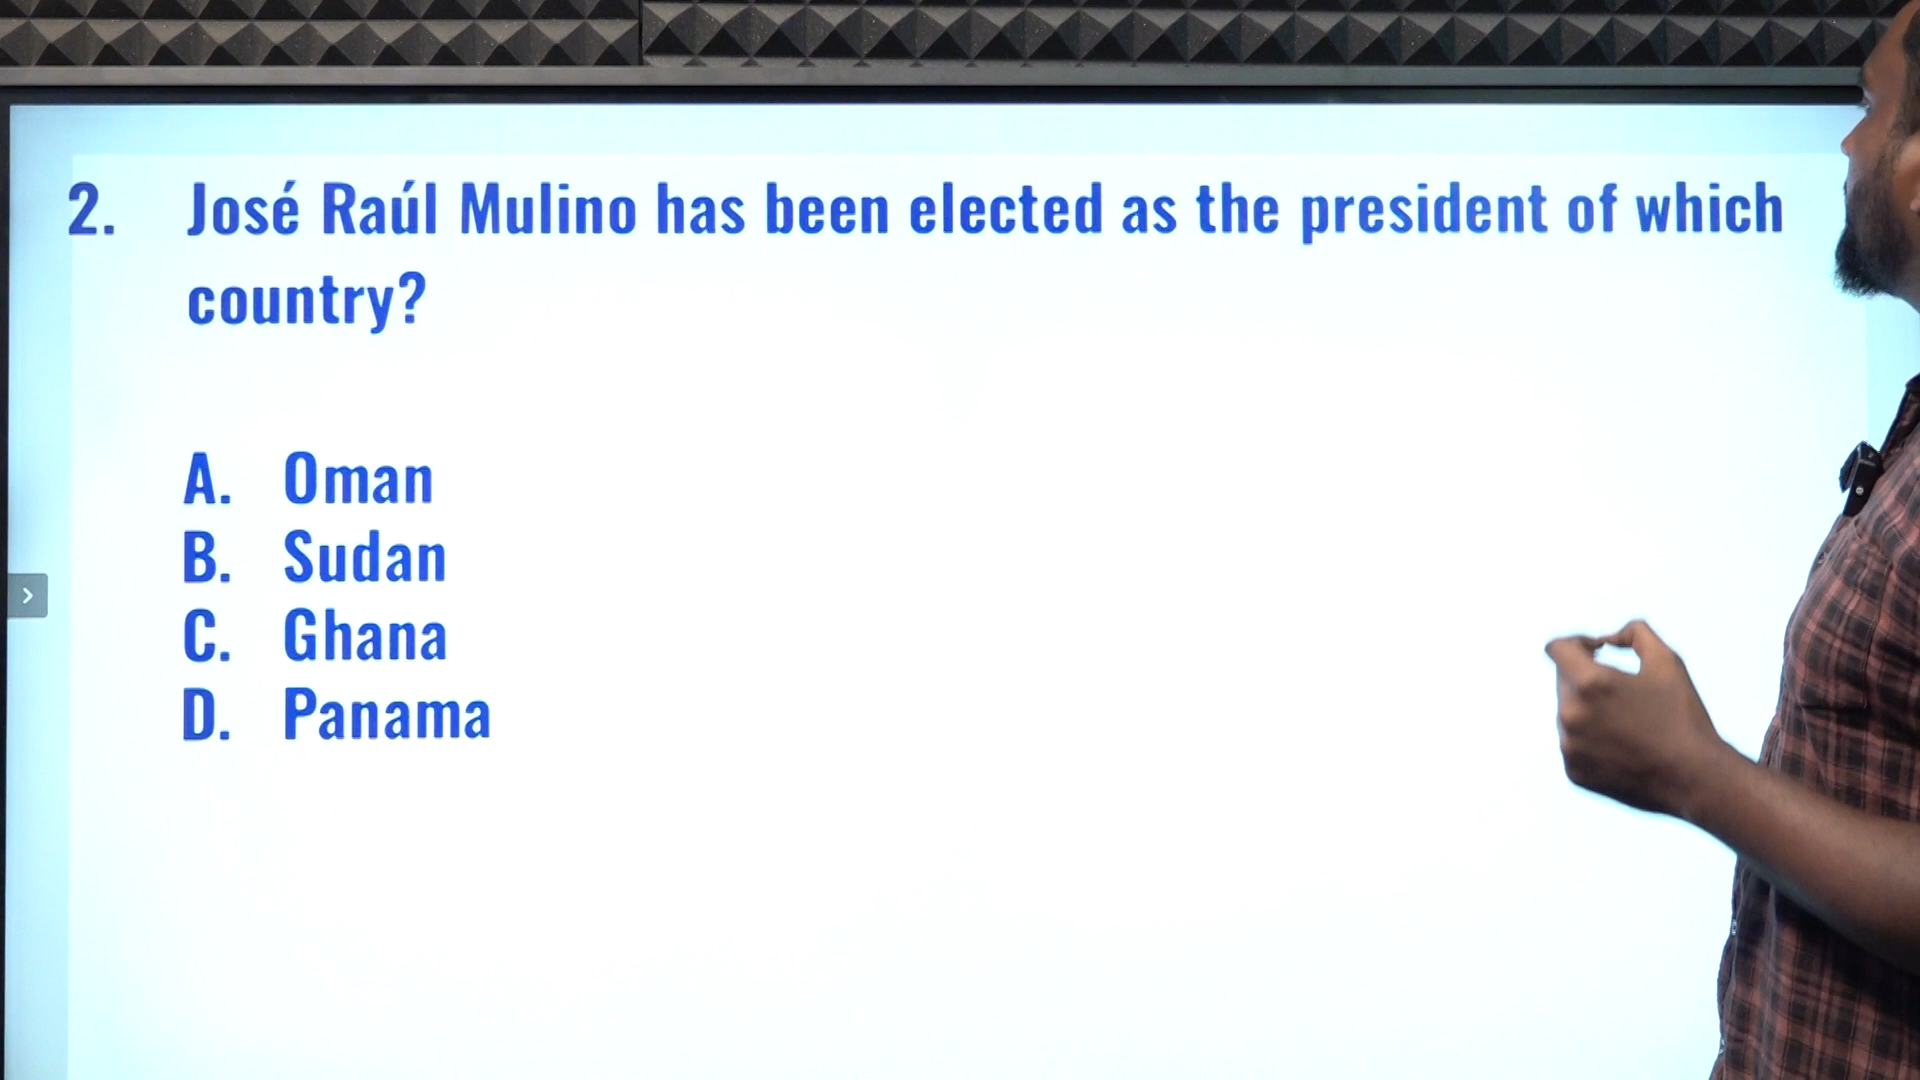 2. José Raúl Mulino has been elected as the president of which
country?
A. Oman
B. Sudan
C. Ghana
D. Panama